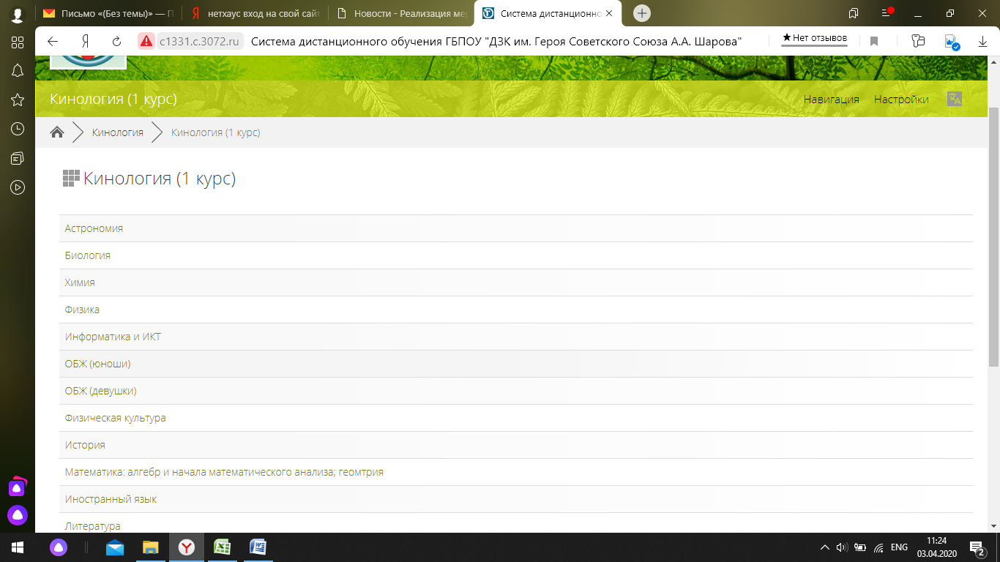 Письмо «(Без темы)» — П
нетхаус вход на свой сайт
Новости - Реализация мер
Система дистанционно
c1331.c.3072.ru
Система дистанционного обучения ГБПОУ "ДЗК им. Героя Советского Союза А.А. Шарова"
★ Нет отзывов
Кинология (1 курс)
Навигация
Настройки
Кинология
Кинология (1 курс)
Кинология (1 курс)
Астрономия
Биология
Химия
Физика
Информатика и ИКТ
ОБЖ (юноши)
ОБЖ (девушки)
Физическая культура
История
Математика: алгебр и начала математического анализа; геомтрия
Иностранный язык
Литература
ENG
11:24
03.04.2020
2